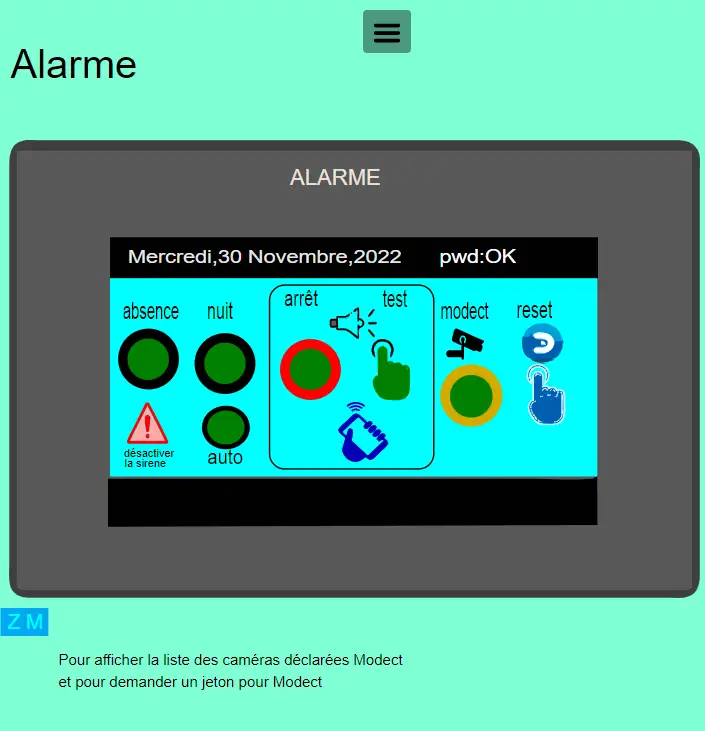 Alarme
ALARME
Mercredi,30 Novembre,2022 pwd:OK
absence nuit arrêt test modect reset
désactiver
la sirene
auto
Z M
Pour afficher la liste des caméras déclarées Modect
et pour demander un jeton pour Modect